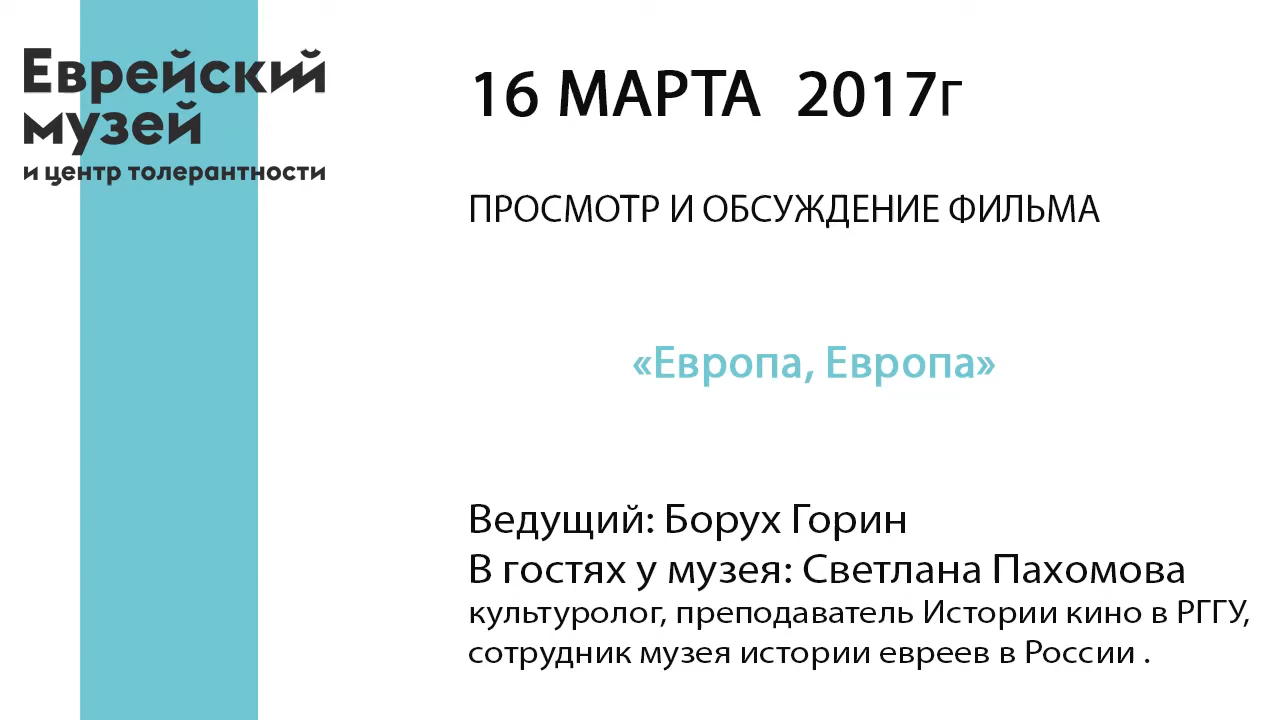 Еврейский
музей
и центр толерантности
16 МАРТА 2017г
ПРОСМОТР И ОБСУЖДЕНИЕ ФИЛЬМА
«Европа, Европа»
Ведущий: Борух Горин
В гостях у музея: Светлана Пахомова
культуролог, преподаватель Истории кино в РГГУ,
сотрудник музея истории евреев в России .